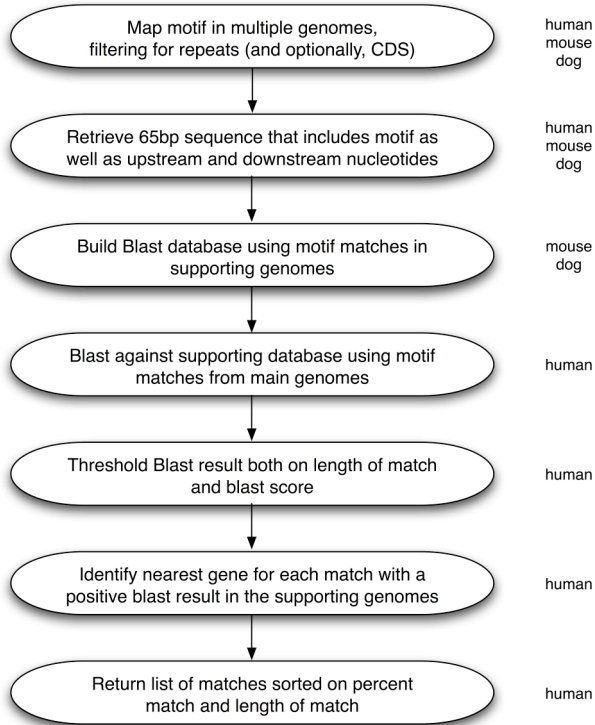 Map motif in multiple genomes,
filtering for repeats (and optionally, CDS)
human
mouse
dog
Retrieve 65bp sequence that includes motif as
well as upstream and downstream nucleotides
human
mouse
dog
Build Blast database using motif matches in
supporting genomes
mouse
dog
Blast against supporting database using motif
matches from main genomes
human
Threshold Blast result both on length of match
and blast score
human
Identify nearest gene for each match with a
positive blast result in the supporting genomes
human
Return list of matches sorted on percent
match and length of match
human